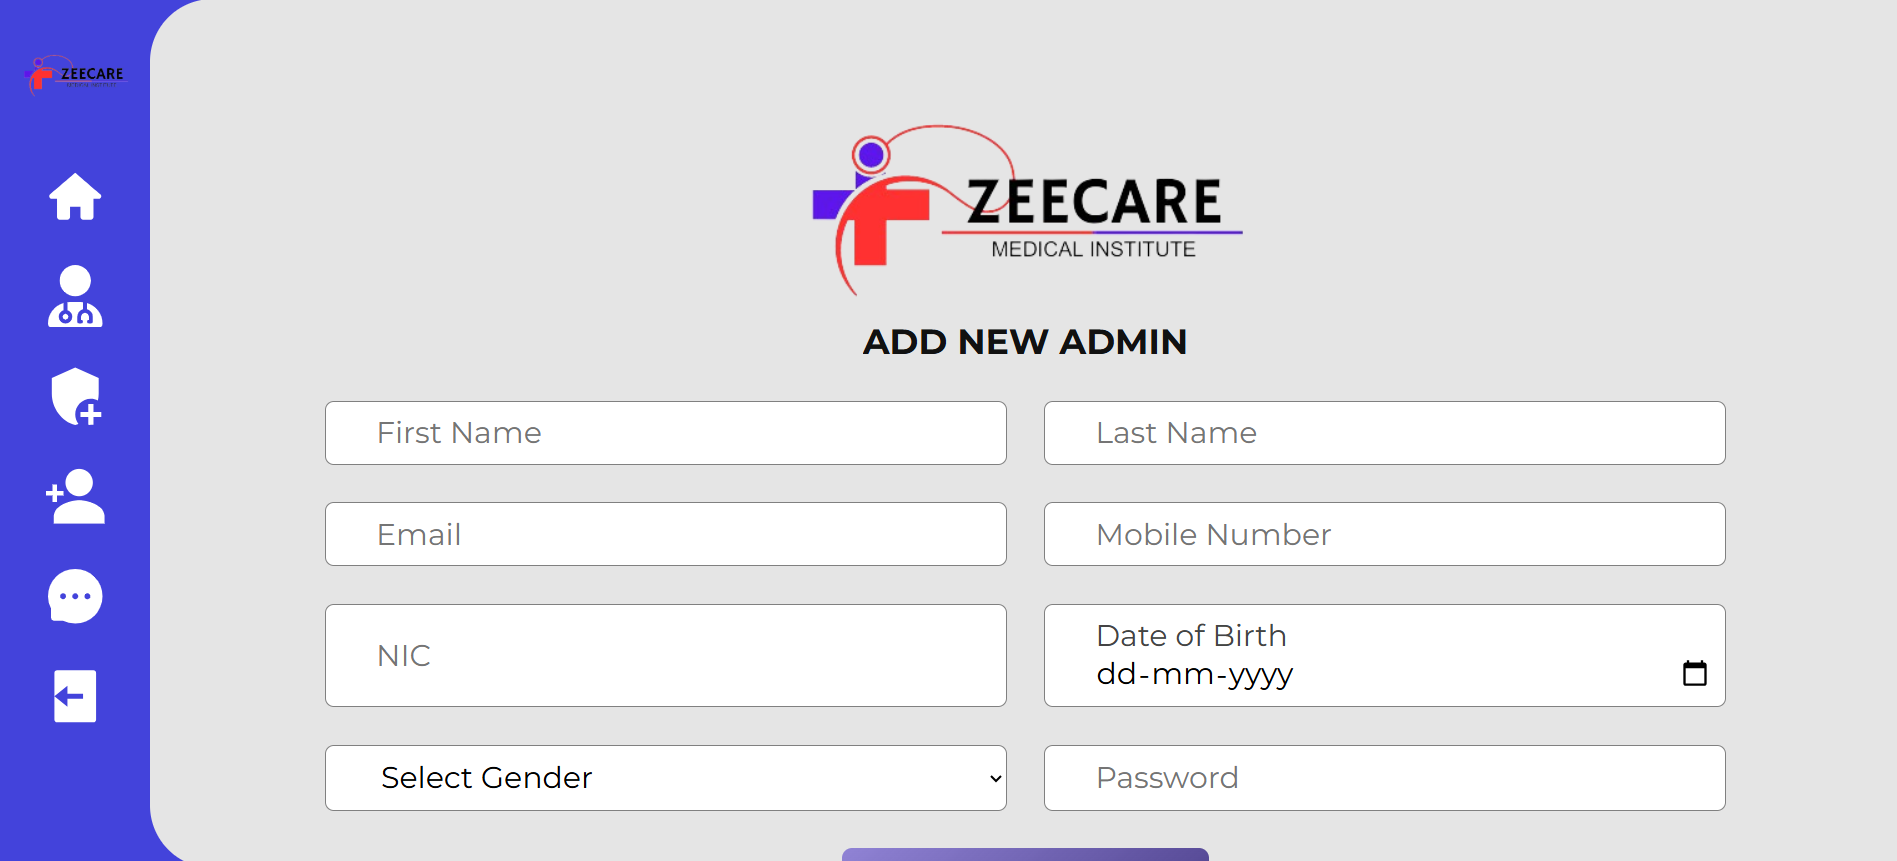 ZEECARE
ZEECARE
MEDICAL INSTITUTE
ADD NEW ADMIN
First Name
Last Name
Email
Mobile Number
NIC
Date of Birth
dd-mm-yyyy
Select Gender
Password